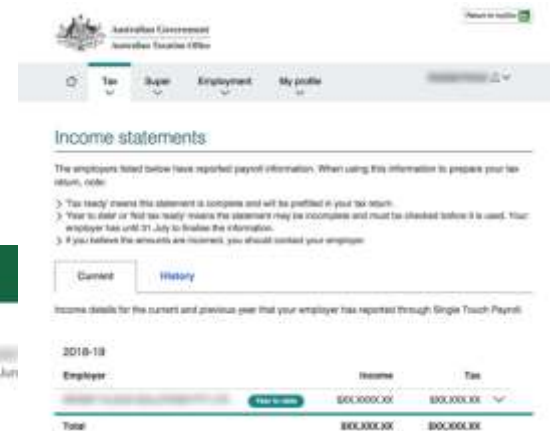 Return to myGov
Australian Government
Australian Taxation Office
Tax
Super
Employment
My profile
Income statements
The employers listed below have reported payroll information. When using this information to prepare your tax
return, note:
> 'Tax ready' means this statement is complete and will be prefilled in your tax return.
> 'Year to date' or 'Not tax ready' means the statement may be incomplete and must be checked before it is used. Your
employer has until 31 July to finalise the information.
> If you believe the amounts are incorrect, you should contact your employer.
Current
History
Income details for the current and previous year that your employer has reported through Single Touch Payroll.
Jun
2018-19
Employer
Income
Tax
Year to date
$XX,XXX.XX
$XX,XXX.XX
Total
$XX,XXX.XX
$XX,XXX.XX